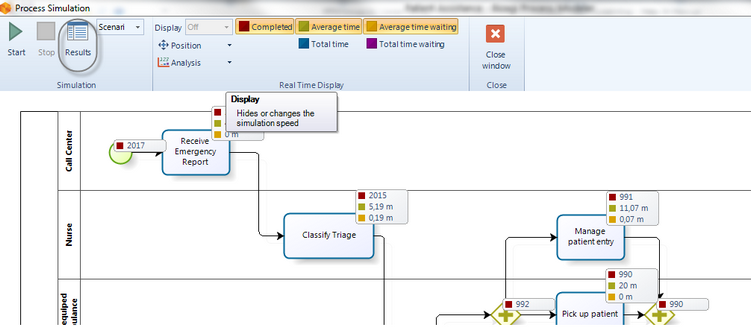 Process Simulation
Start
Stop
Results
Scenari
Simulation
Display
Off
Position
Analysis
Completed
Average time
Average time waiting
Total time
Total time waiting
Real Time Display
Close
window
Close
Display
Hides or changes the
simulation speed
Call Center
2017
Receive
Emergency
Report
0 m
Nurse
Classify Triage
2015
5,19 m
0,19 m
Manage
patient entry
991
11,07 m
0,07 m
992
Pick up patient
990
20 m
0 m
990